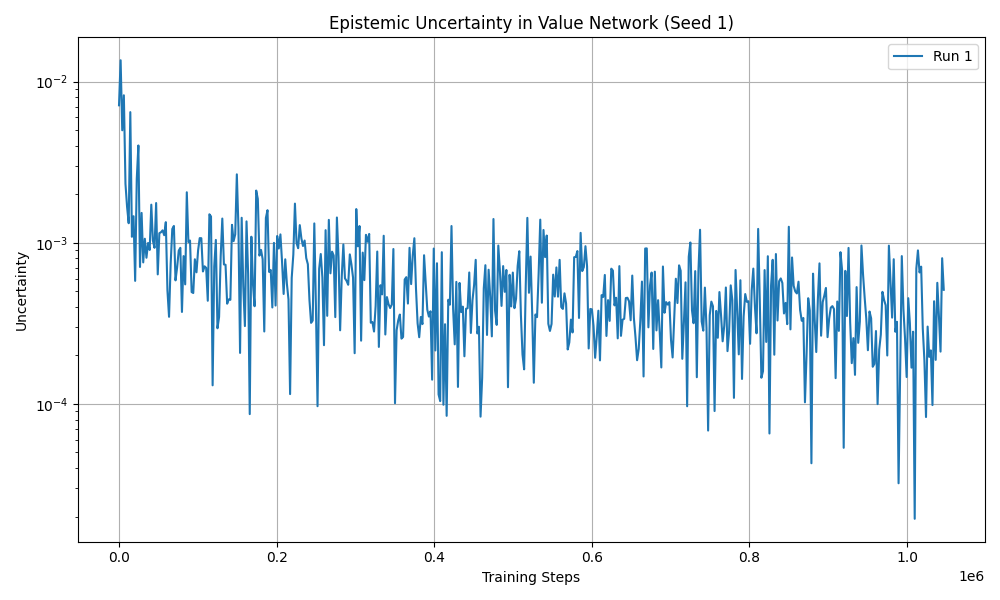 Epistemic Uncertainty in Value Network (Seed 1)
Run 1
Uncertainty
10⁻²
10⁻³
10⁻⁴
0.0 0.2 0.4 0.6 0.8 1.0
1e6
Training Steps